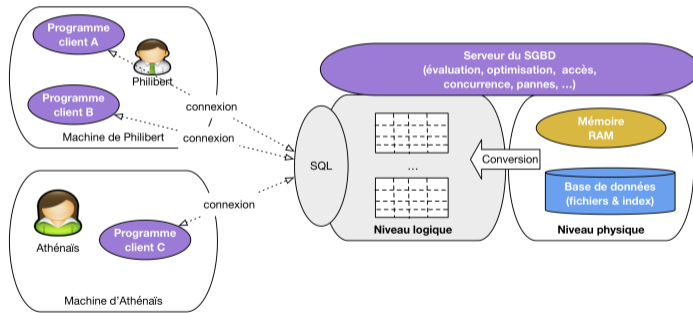 Programme
client A
Philibert
connexion
Programme
client B
connexion
Machine de Philibert
Athénaïs
connexion
Programme
client C
Machine d'Athénaïs
Serveur du SGBD
(évaluation, optimisation, accès,
concurrence, pannes, ...)
SQL
...
Niveau logique
Conversion
Mémoire
RAM
Base de données
(fichiers & index)
Niveau physique